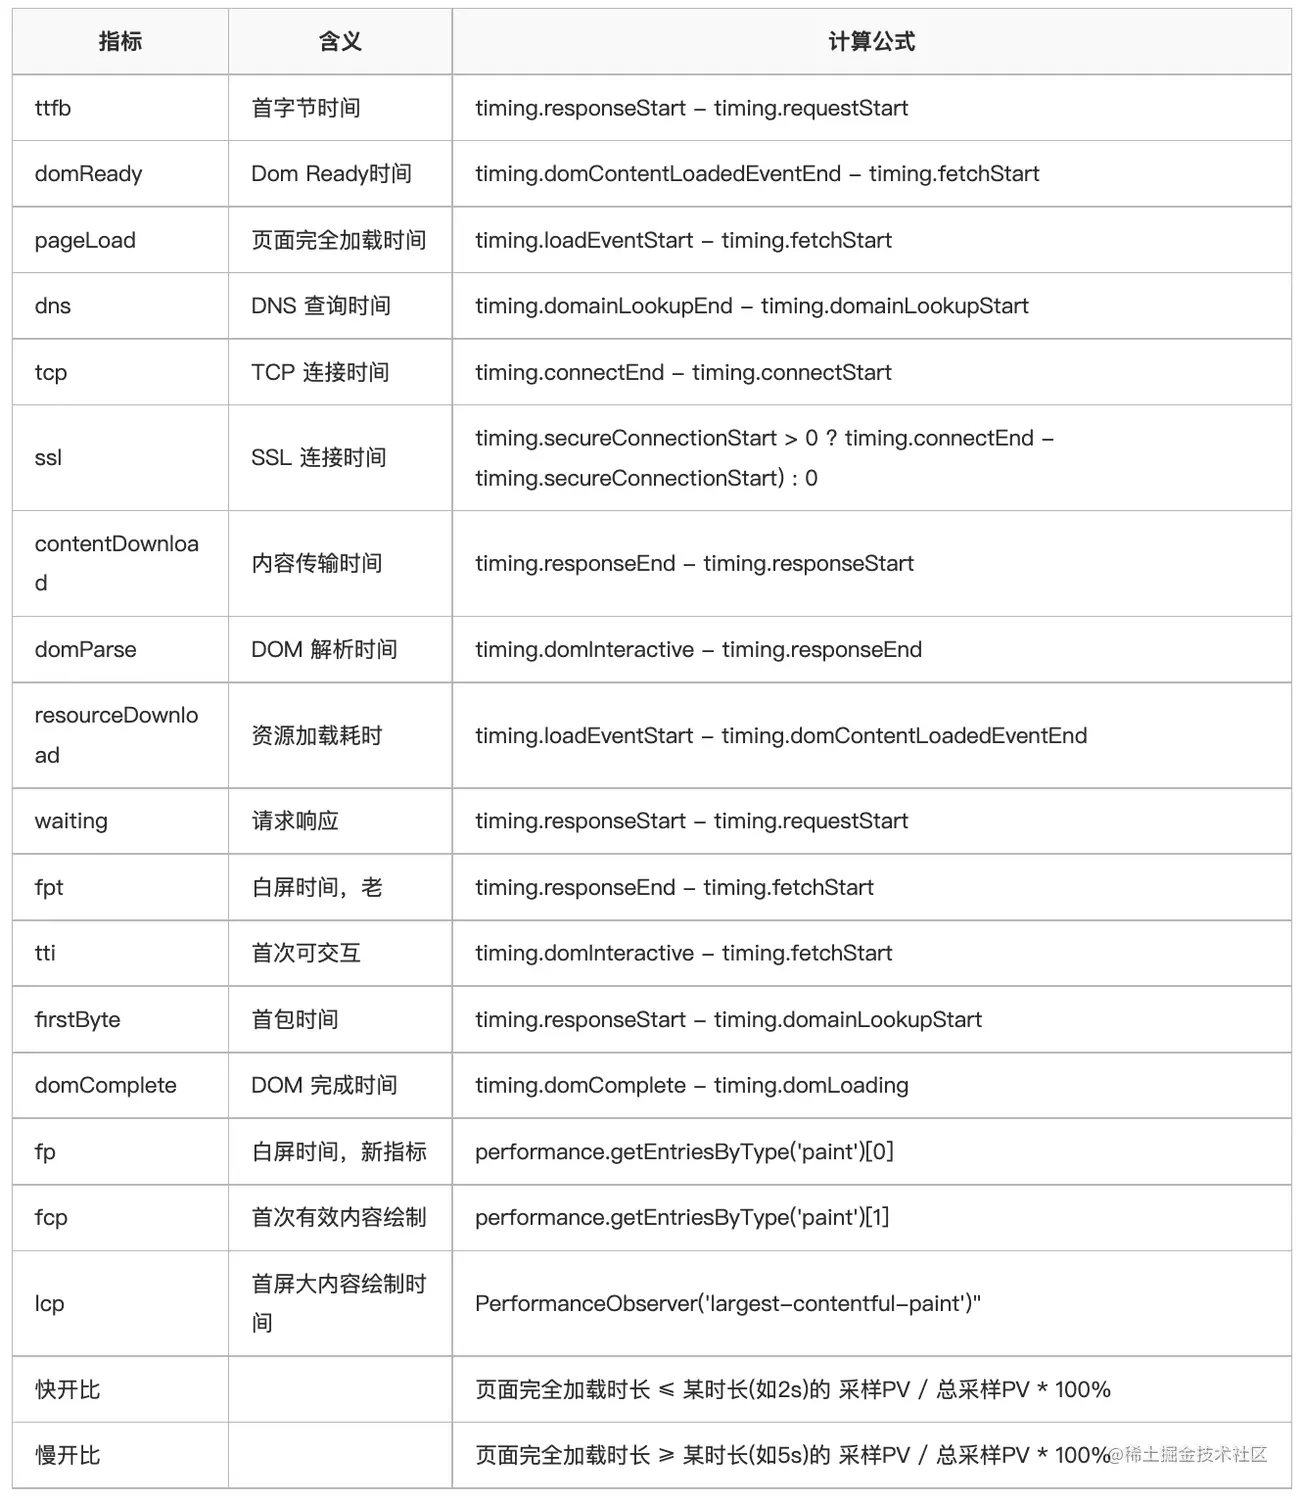 指标 含义 计算公式
ttfb 首字节时间 timing.responseStart - timing.requestStart
domReady Dom Ready时间 timing.domContentLoadedEventEnd - timing.fetchStart
pageLoad 页面完全加载时间 timing.loadEventStart - timing.fetchStart
dns DNS 查询时间 timing.domainLookupEnd - timing.domainLookupStart
tcp TCP 连接时间 timing.connectEnd - timing.connectStart
ssl SSL 连接时间 timing.secureConnectionStart > 0 ? timing.connectEnd -
timing.secureConnectionStart) : 0
contentDownloa
d
内容传输时间 timing.responseEnd - timing.responseStart
domParse DOM 解析时间 timing.domInteractive - timing.responseEnd
resourceDownlo
ad
资源加载耗时 timing.loadEventStart - timing.domContentLoadedEventEnd
waiting 请求响应 timing.responseStart - timing.requestStart
fpt 白屏时间，老 timing.responseEnd - timing.fetchStart
tti 首次可交互 timing.domInteractive - timing.fetchStart
firstByte 首包时间 timing.responseStart - timing.domainLookupStart
domComplete DOM 完成时间 timing.domComplete - timing.domLoading
fp 白屏时间，新指标 performance.getEntriesByType('paint')[0]
fcp 首次有效内容绘制 performance.getEntriesByType('paint')[1]
lcp 首屏大内容绘制时
间
PerformanceObserver('largest-contentful-paint')"
快开比 页面完全加载时长 ≤ 某时长(如2s)的 采样PV / 总采样PV * 100%
慢开比 页面完全加载时长 ≥ 某时长(如5s)的 采样PV / 总采样PV * 100%
@稀土掘金技术社区